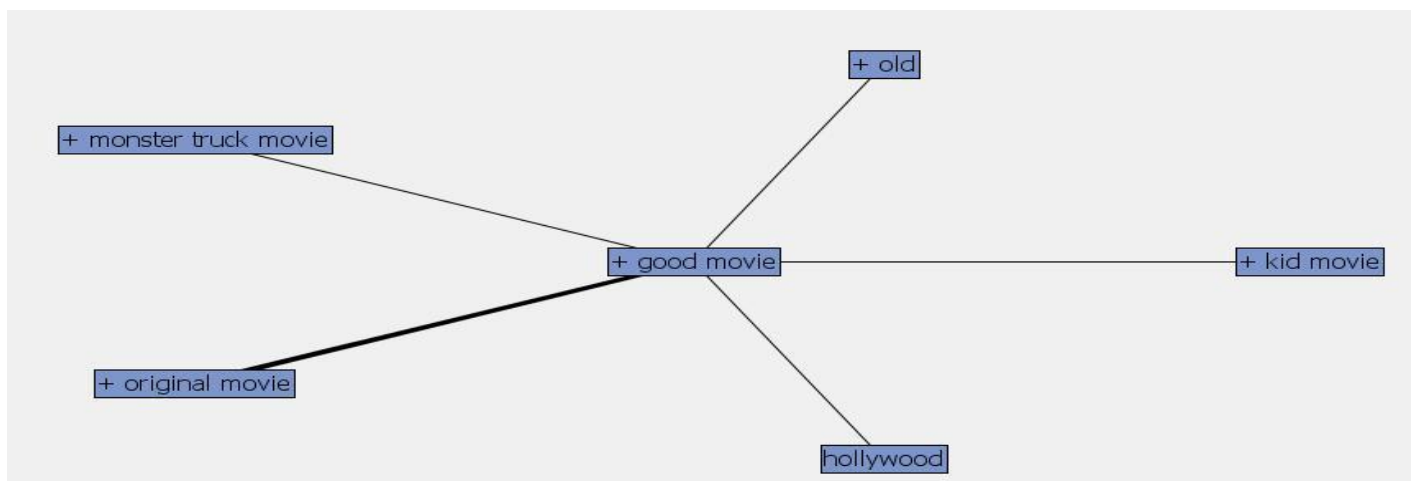 + old
+ monster truck movie
+ good movie
+ kid movie
+ original movie
hollywood